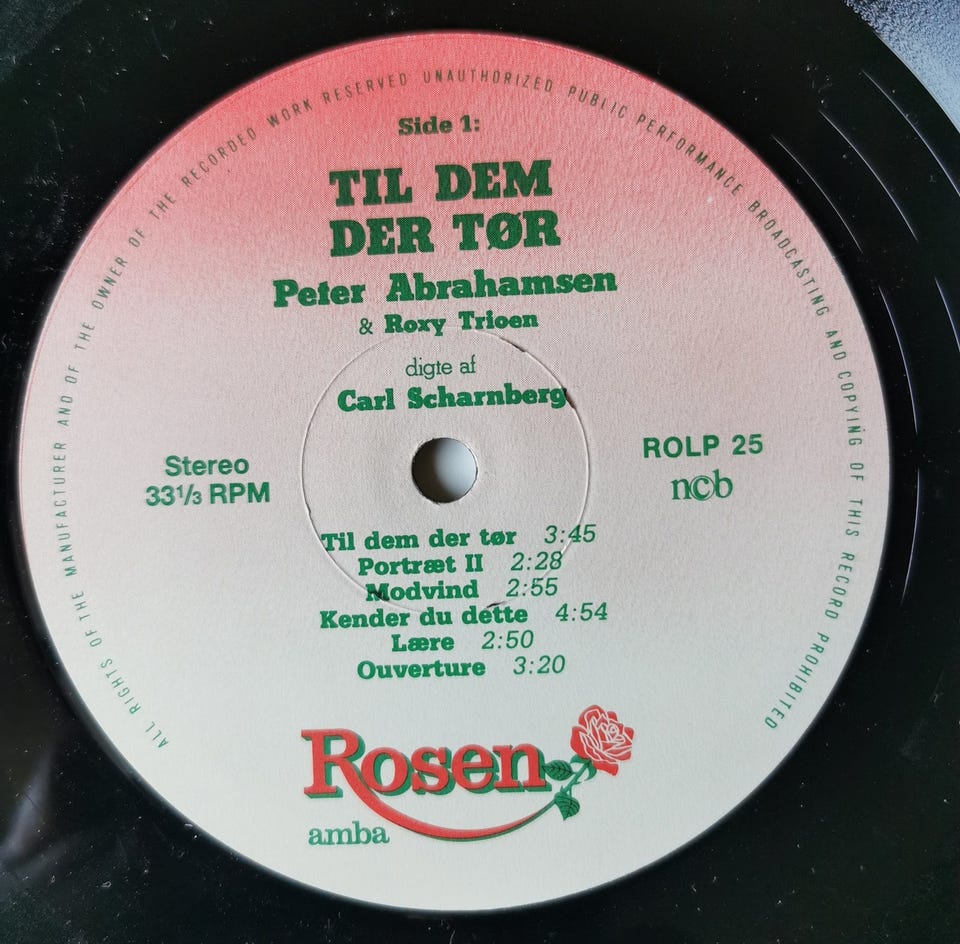 ALL RIGHTS OF THE MANUFACTURER AND OF THE OWNER OF THE RECORDED WORK RESERVED UNAUTHORIZED PUBLIC PERFORMANCE BROADCASTING AND COPYING OF THIS RECORD PROHIBITED
Side 1:
TIL DEM
DER TØR
Peter Abrahamsen
& Roxy Trioen
digte af
Carl Scharnberg
Stereo
33 1/3 RPM
ROLP 25
ncb
Til dem der tør 3:45
Portræt II 2:28
Modvind 2:55
Kender du dette 4:54
Lære 2:50
Ouverture 3:20
Rosen
amba